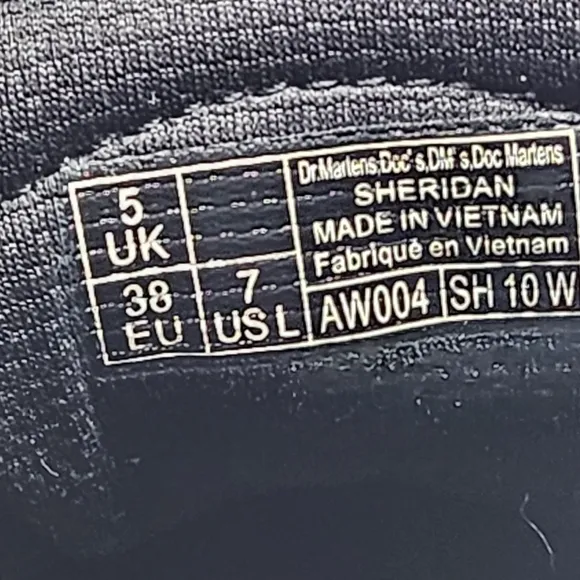 5
UK
- - -
- - -
38
EU
7
US L
Dr.Martens,Doc's,DM's,Doc Martens
SHERIDAN
MADE IN VIETNAM
Fabriqué en Vietnam
AW004
SH 10 W